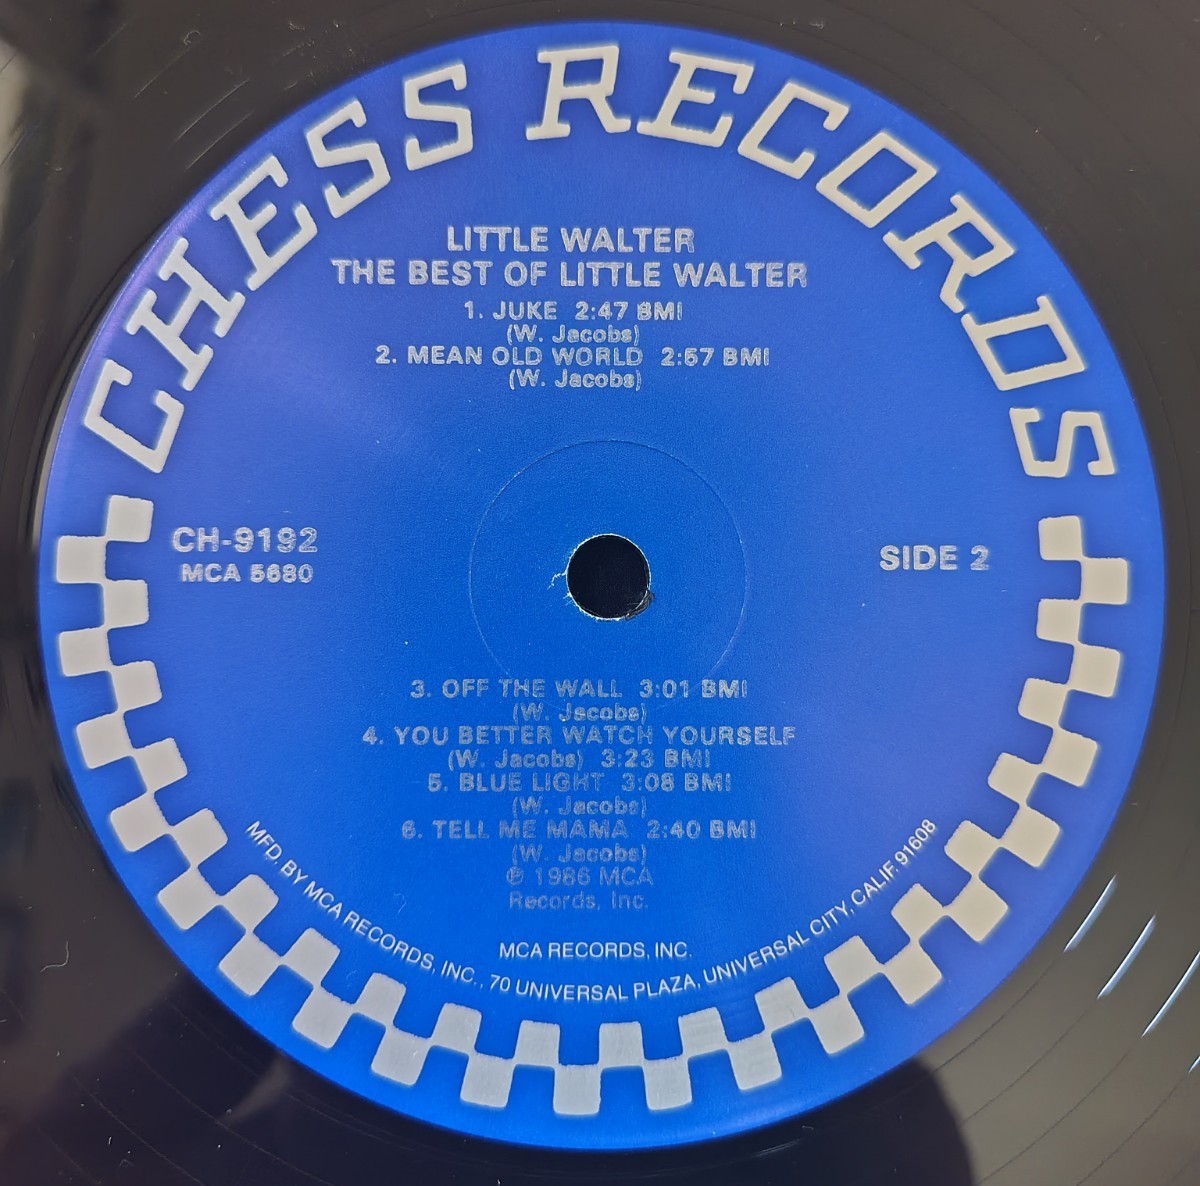 CHESS RECORDS
LITTLE WALTER
THE BEST OF LITTLE WALTER
1. JUKE 2:47 BMI
(W. Jacobs)
2. MEAN OLD WORLD 2:57 BMI
(W. Jacobs)
CH-9192
MCA 5680
SIDE 2
3. OFF THE WALL 3:01 BMI
(W. Jacobs)
4. YOU BETTER WATCH YOURSELF
(W. Jacobs) 3:23 BMI
5. BLUE LIGHT 3:08 BMI
(W. Jacobs)
6. TELL ME MAMA 2:40 BMI
(W. Jacobs)
℗ 1986 MCA
Records, Inc.
MCA RECORDS, INC.
MFD. BY MCA RECORDS, INC., 70 UNIVERSAL PLAZA, UNIVERSAL CITY, CALIF. 91608